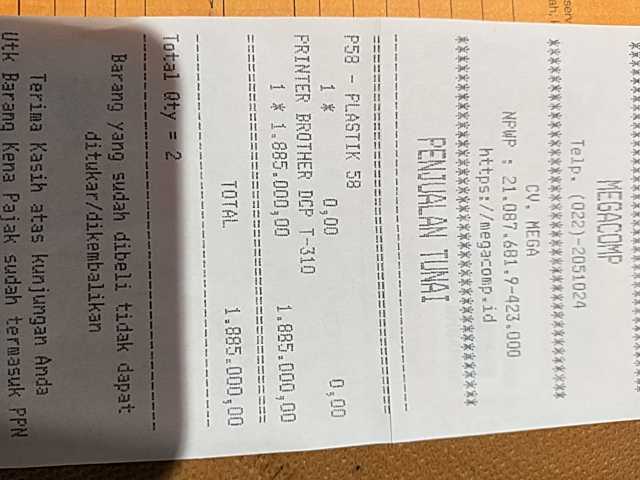 MEGACOMP
Telp. (022)-2051024
************************************
CV. MEGA
NPWP : 21.087.681.9-423.000
https://megacomp.id
************************************
PENJUALAN TUNAI
----------------------------------------
P58 - PLASTIK 58
1 * 0,00 0,00
PRINTER BROTHER DCP T-310
1 * 1.885.000,00 1.885.000,00
========================================
TOTAL 1.885.000,00
----------------------------------------
Total Qty = 2
----------------------------------------
Barang yang sudah dibeli tidak dapat
ditukar/dikembalikan
Terima Kasih atas kunjungan Anda
Utk Barang Kena Pajak sudah termasuk PPN